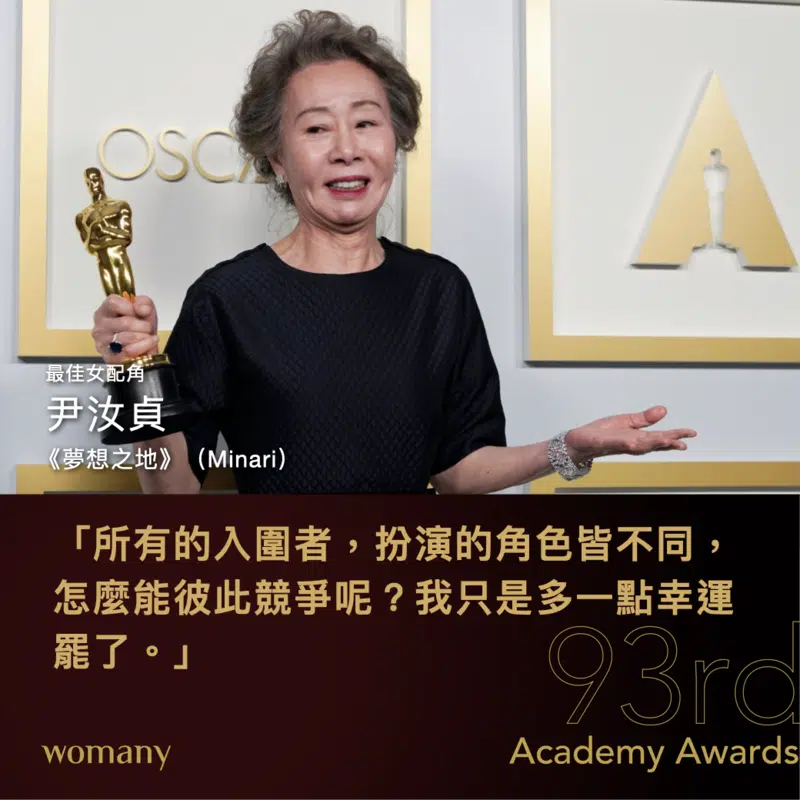 OSCA
最佳女配角
尹汝貞
《夢想之地》（Minari）
「所有的入圍者，扮演的角色皆不同，
怎麼能彼此競爭呢？我只是多一點幸運
罷了。」
93rd
Academy Awards
womany